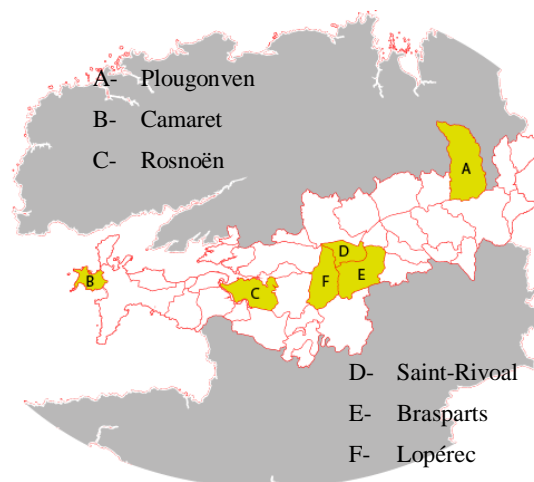 A- Plougonven
B- Camaret
C- Rosnoën
A
D
B
C
F
E
D- Saint-Rivoal
E- Brasparts
F- Lopérec